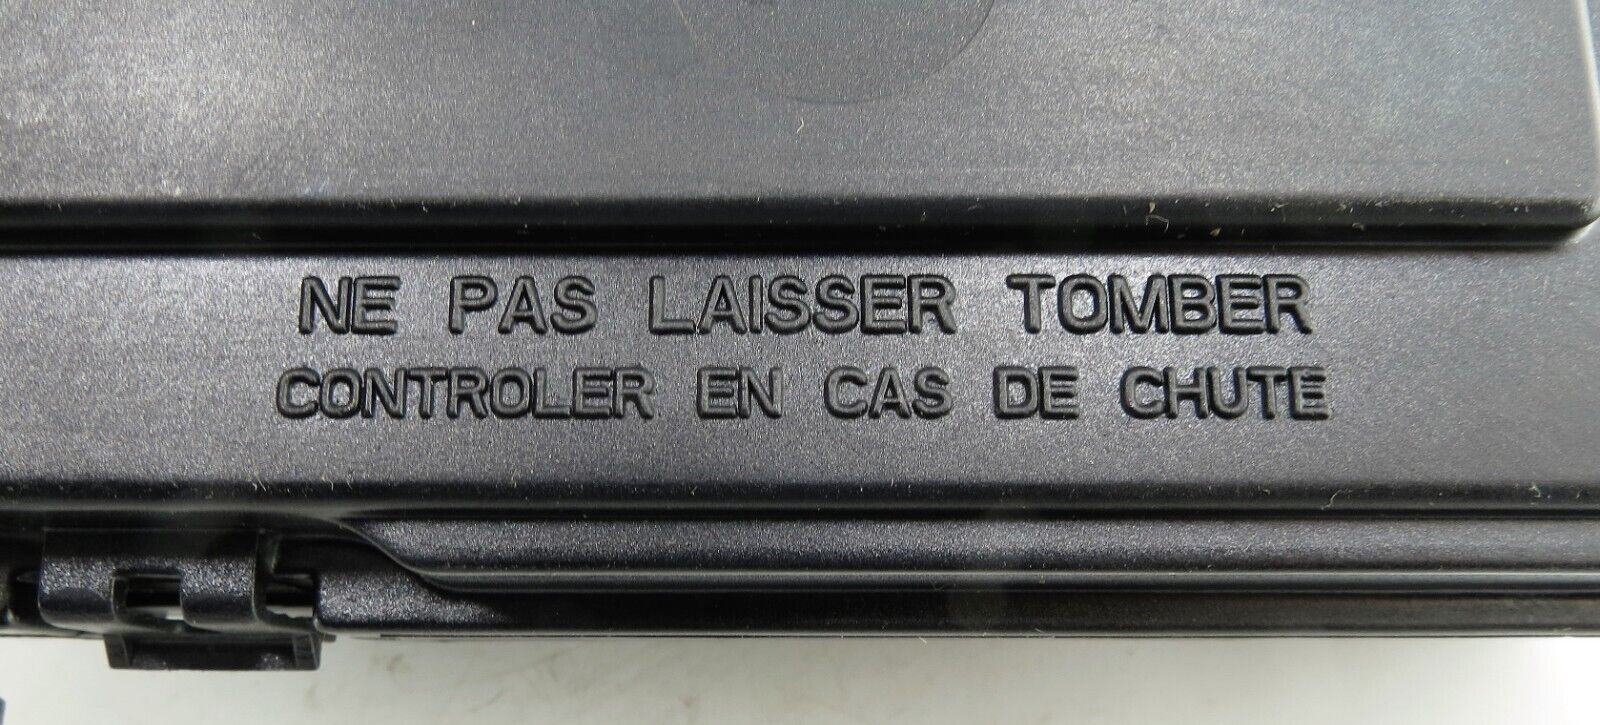 NE PAS LAISSER TOMBER
CONTROLER EN CAS DE CHUTE